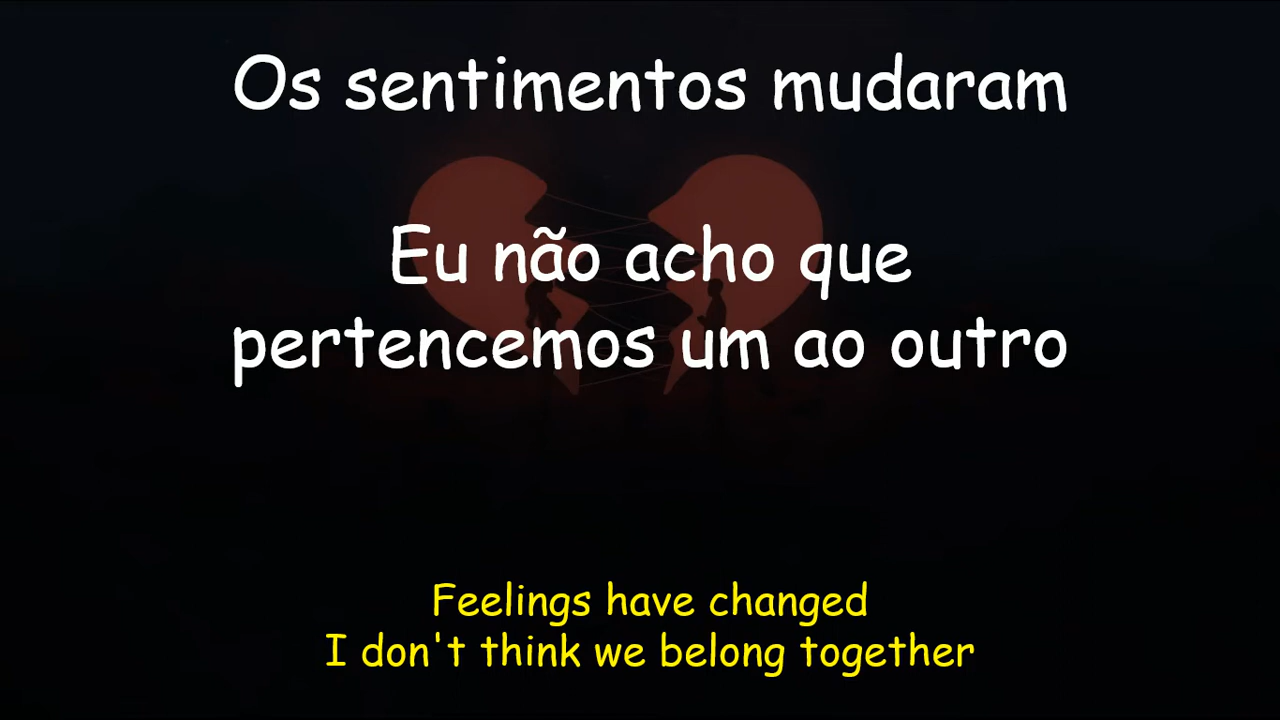 Os sentimentos mudaram
Eu não acho que
pertencemos um ao outro
Feelings have changed
I don't think we belong together